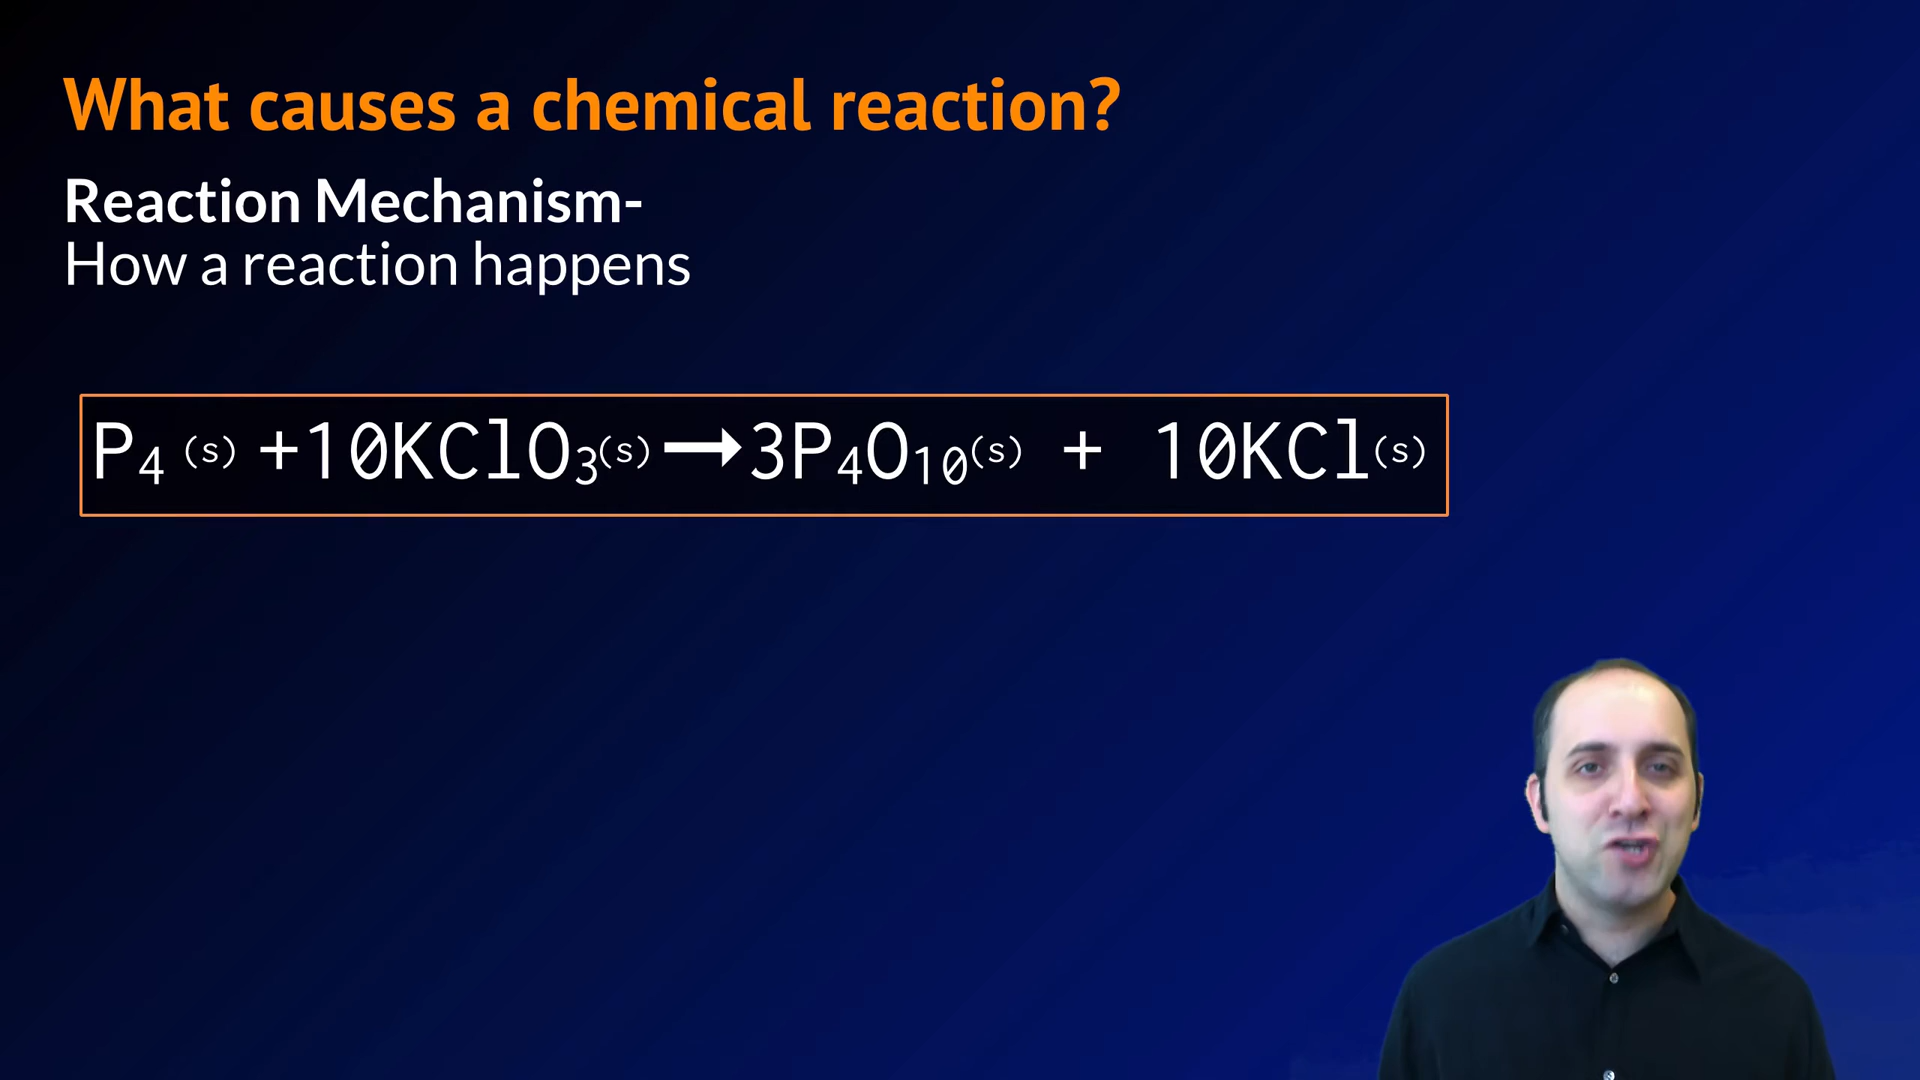 What causes a chemical reaction?
Reaction Mechanism-
How a reaction happens
P₄ (s) +10KClO₃(s) → 3P₄O₁₀(s) + 10KCl(s)